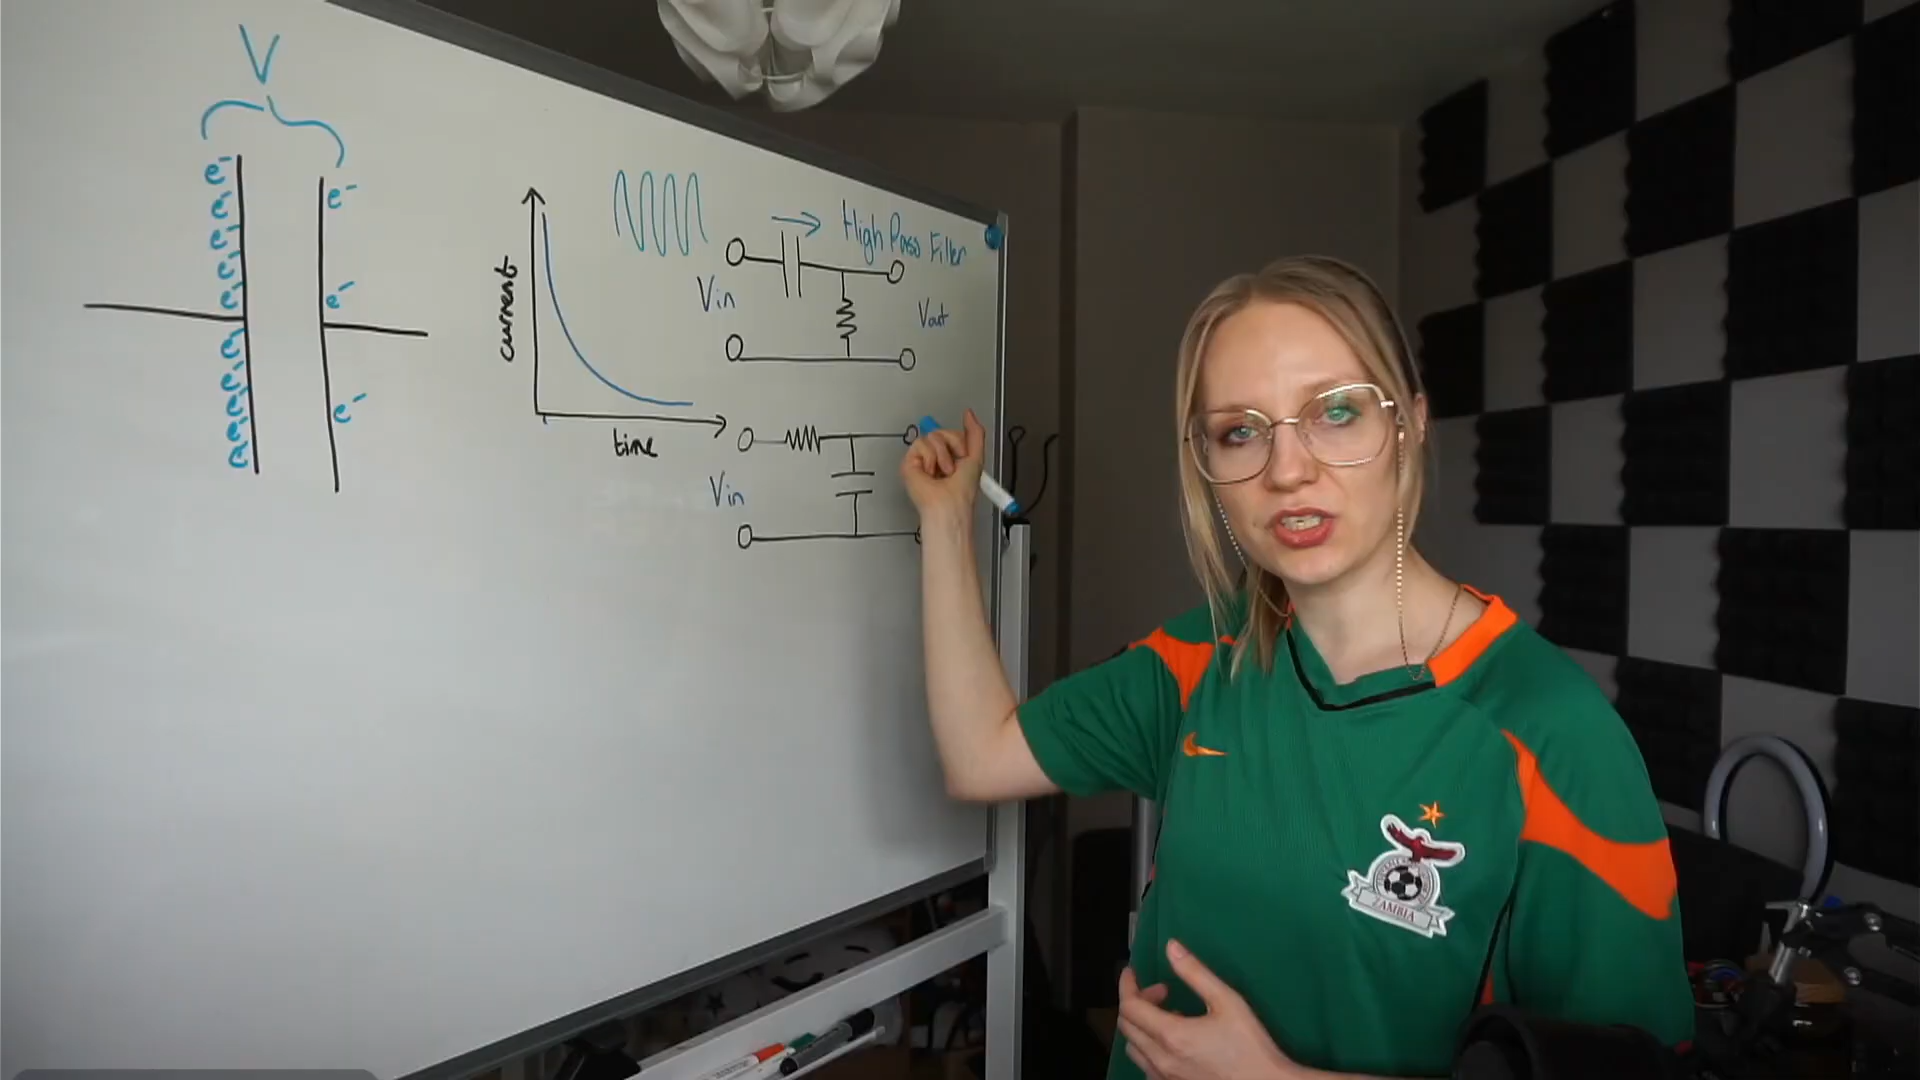 V
e-
e-
e-
e-
e-
e-
e-
e-
e-
e-
e-
e-
e-
current
time
High Pass Filter
Vin
Vout
Vin
ZAMBIA